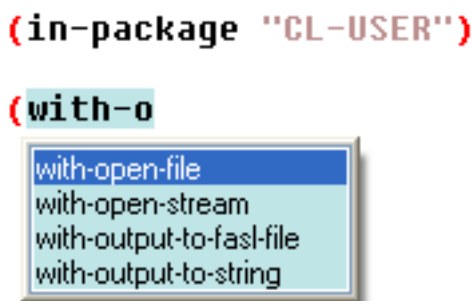 (in-package "CL-USER")
(with-o
with-open-file
with-open-stream
with-output-to-fasl-file
with-output-to-string